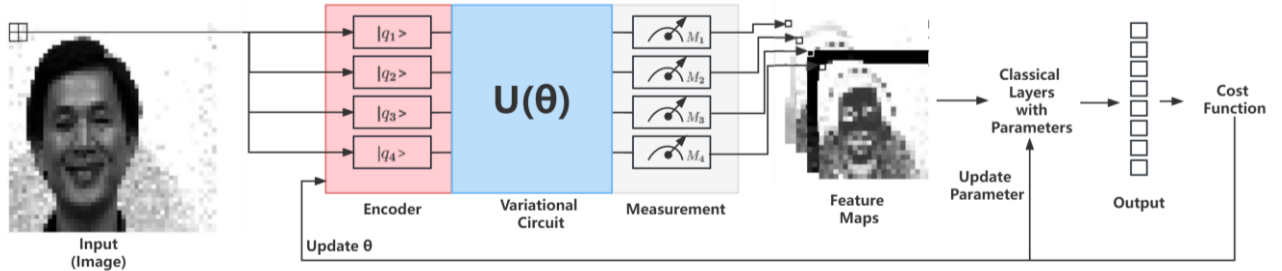 |q1>
|q2>
|q3>
|q4>
U(θ)
M1
M2
M3
M4
Encoder
Variational
Circuit
Measurement
Input
(Image)
Update θ
Feature
Maps
Classical
Layers
with
Parameters
Update
Parameter
Output
Cost
Function